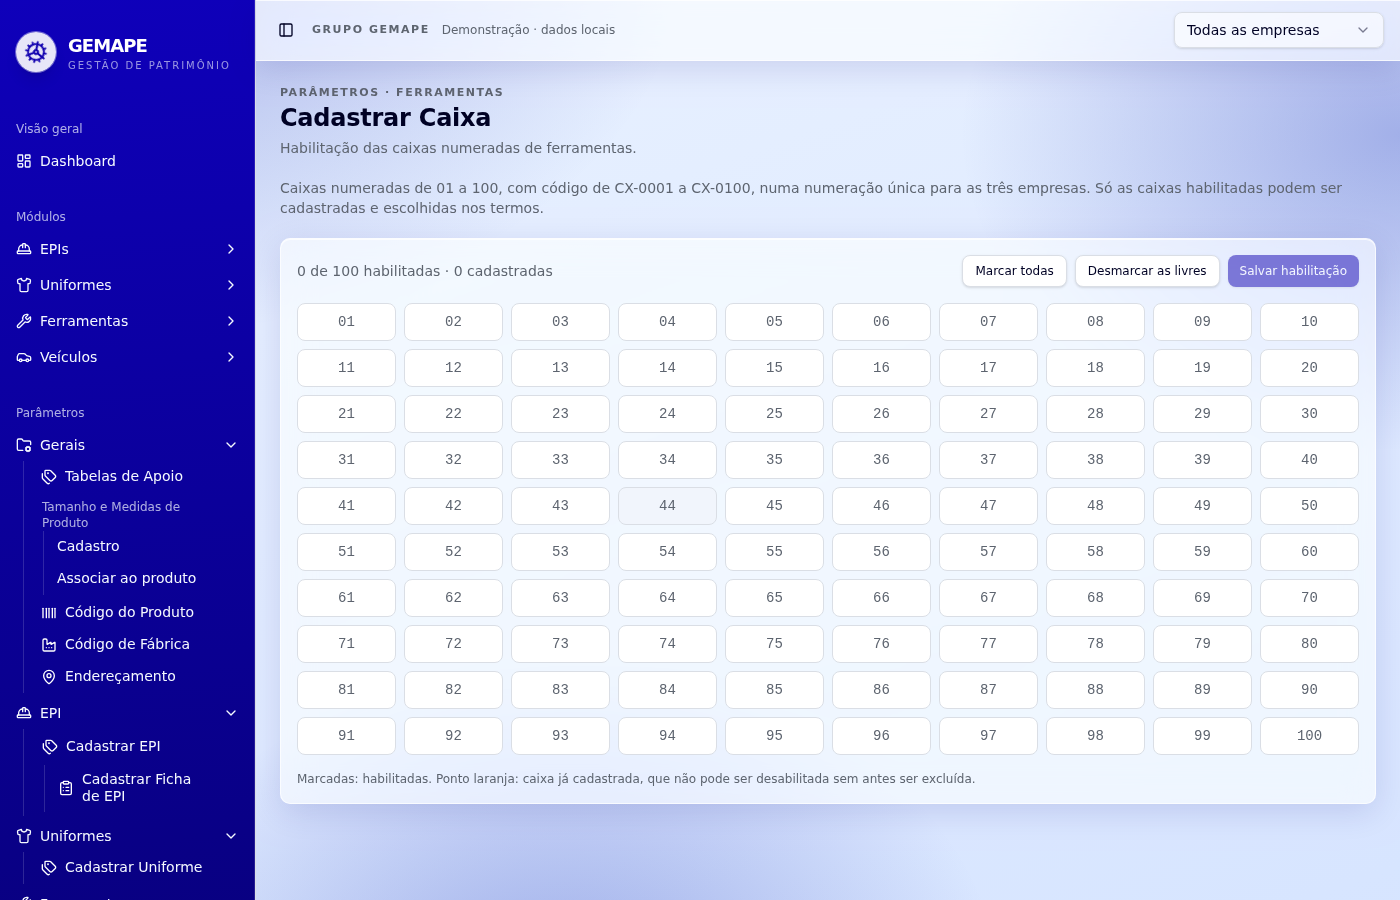 GEMAPE
GESTÃO DE PATRIMÔNIO
Visão geral
Dashboard
Módulos
EPIs
Uniformes
Ferramentas
Veículos
Parâmetros
Gerais
Tabelas de Apoio
Tamanho e Medidas de
Produto
Cadastro
Associar ao produto
Código do Produto
Código de Fábrica
Endereçamento
EPI
Cadastrar EPI
Cadastrar Ficha
de EPI
Uniformes
Cadastrar Uniforme
GRUPO GEMAPE Demonstração · dados locais
Todas as empresas
PARÂMETROS · FERRAMENTAS
Cadastrar Caixa
Habilitação das caixas numeradas de ferramentas.
Caixas numeradas de 01 a 100, com código de CX-0001 a CX-0100, numa numeração única para as três empresas. Só as caixas habilitadas podem ser
cadastradas e escolhidas nos termos.
0 de 100 habilitadas · 0 cadastradas
Marcar todas Desmarcar as livres Salvar habilitação
01 02 03 04 05 06 07 08 09 10
11 12 13 14 15 16 17 18 19 20
21 22 23 24 25 26 27 28 29 30
31 32 33 34 35 36 37 38 39 40
41 42 43 44 45 46 47 48 49 50
51 52 53 54 55 56 57 58 59 60
61 62 63 64 65 66 67 68 69 70
71 72 73 74 75 76 77 78 79 80
81 82 83 84 85 86 87 88 89 90
91 92 93 94 95 96 97 98 99 100
Marcadas: habilitadas. Ponto laranja: caixa já cadastrada, que não pode ser desabilitada sem antes ser excluída.